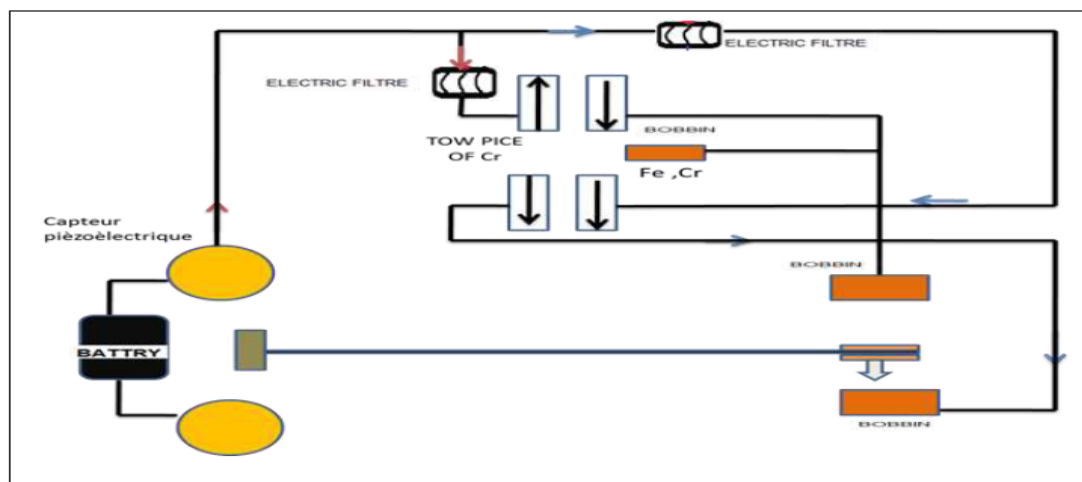 ELECTRIC FILTRE
ELECTRIC FILTRE
TOW PICE
OF Cr
BOBBIN
Fe ,Cr
Capteur
pièzoèlectrique
BOBBIN
BATTRY
BOBBIN